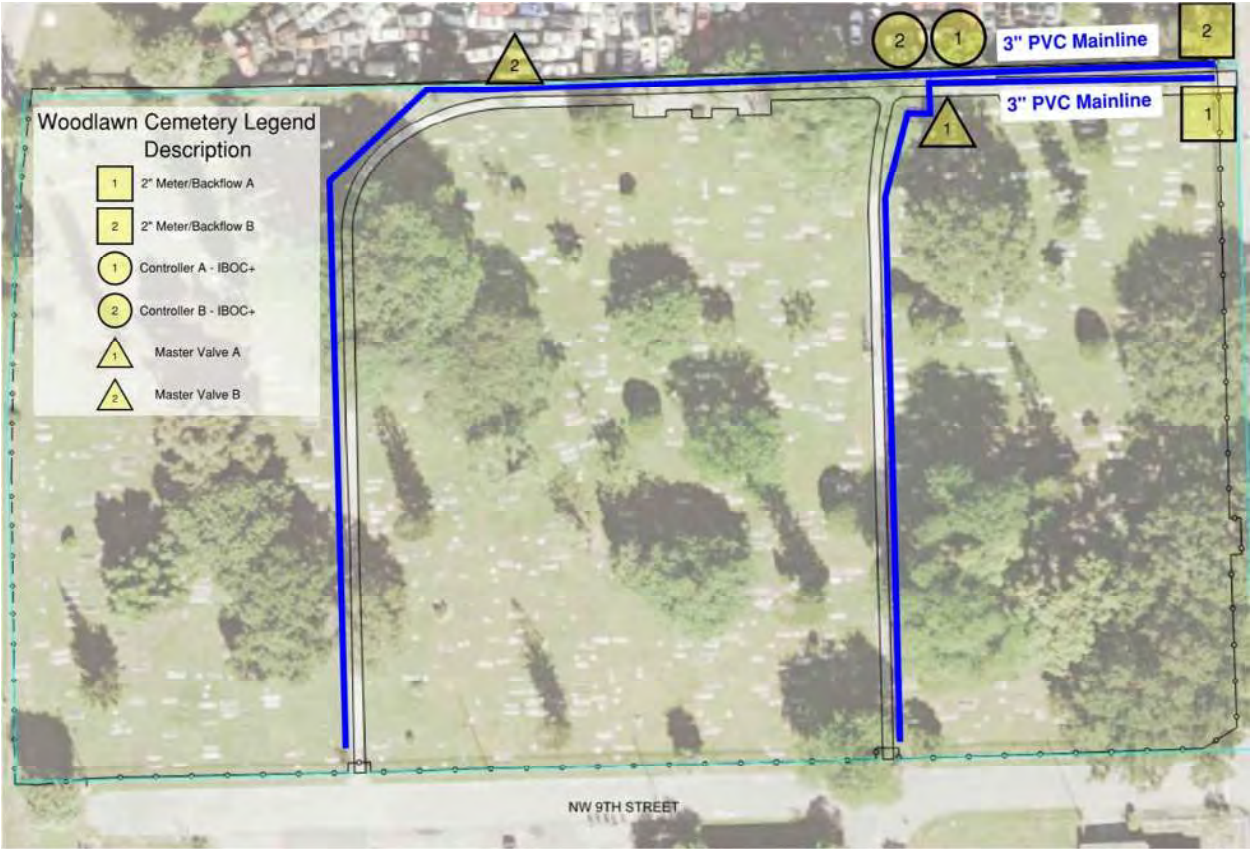 2
1
3" PVC Mainline
2
2
3" PVC Mainline
1
1
Woodlawn Cemetery Legend
Description
1 2" Meter/Backflow A
2 2" Meter/Backflow B
1 Controller A - IBOC+
2 Controller B - IBOC+
1 Master Valve A
2 Master Valve B
NW 9TH STREET